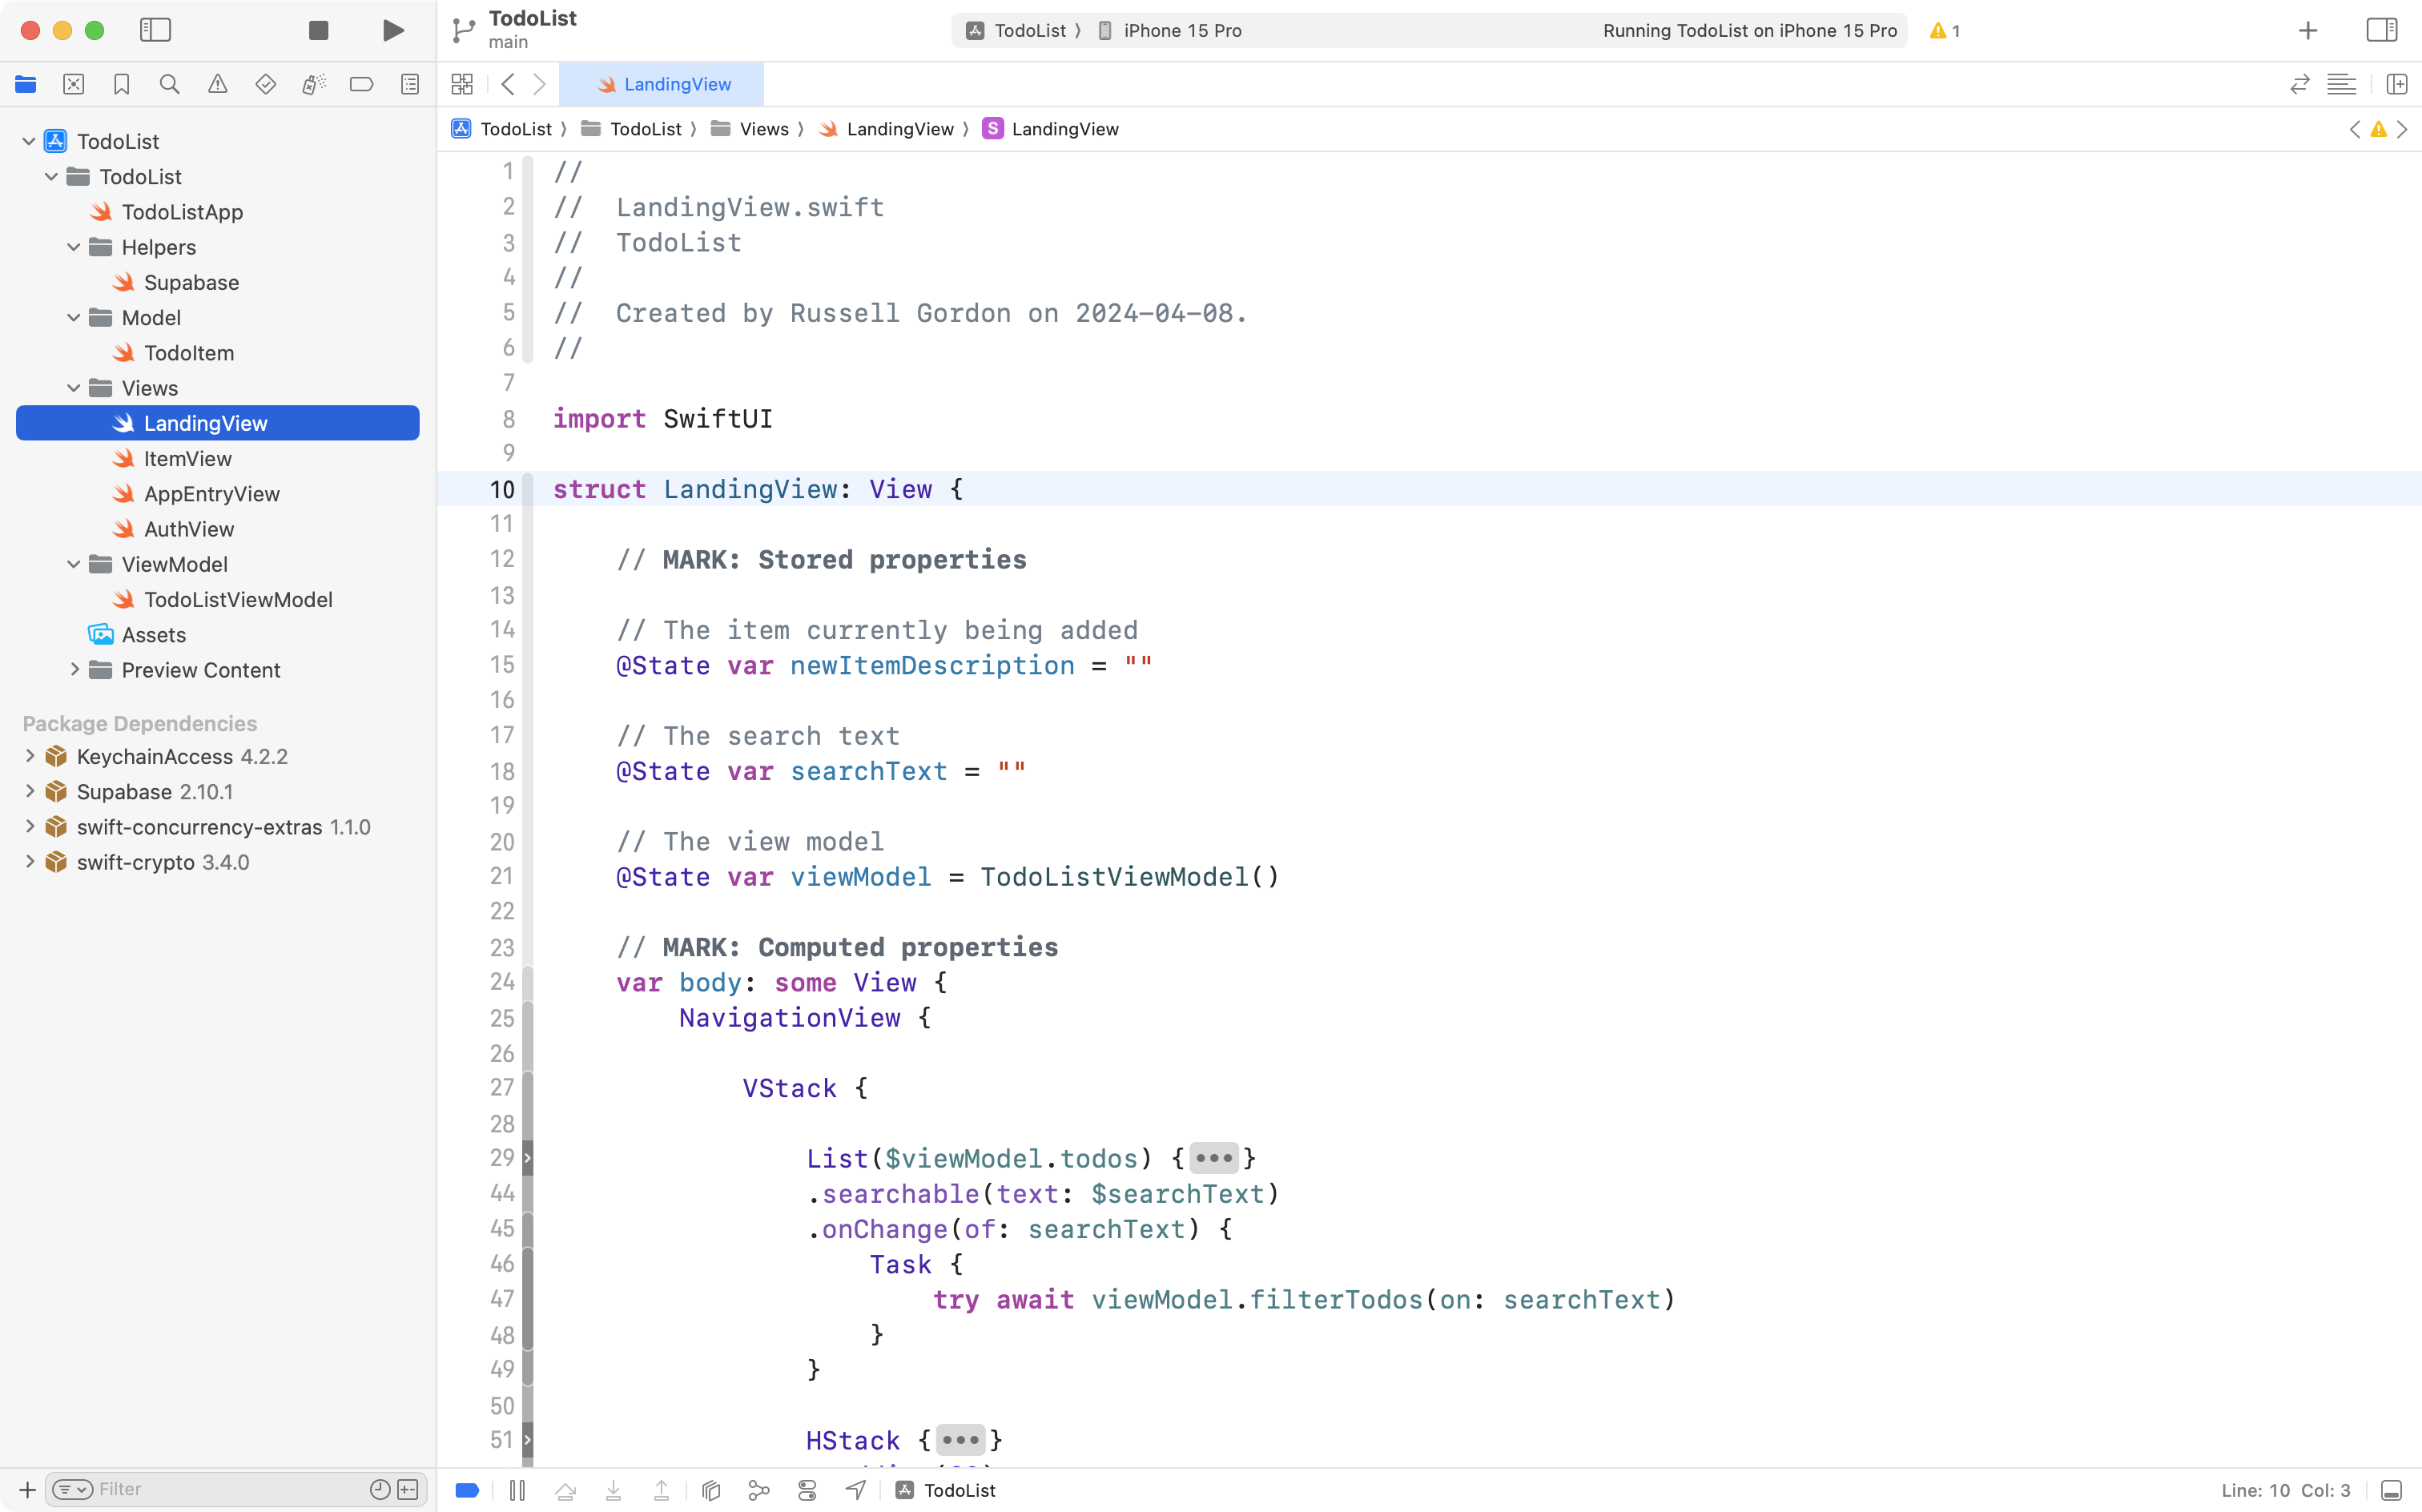 TodoList
main
TodoList 〉 iPhone 15 Pro
Running TodoList on iPhone 15 Pro
1
LandingView
TodoList 〉 TodoList 〉 Views 〉 LandingView 〉 S LandingView
TodoList
TodoList
TodoListApp
Helpers
Supabase
Model
TodoItem
Views
LandingView
ItemView
AppEntryView
AuthView
ViewModel
TodoListViewModel
Assets
Preview Content
Package Dependencies
KeychainAccess 4.2.2
Supabase 2.10.1
swift-concurrency-extras 1.1.0
swift-crypto 3.4.0
Filter
1 //
2 //  LandingView.swift
3 //  TodoList
4 //
5 //  Created by Russell Gordon on 2024-04-08.
6 //
7
8 import SwiftUI
9
10 struct LandingView: View {
11
12     // MARK: Stored properties
13
14     // The item currently being added
15     @State var newItemDescription = ""
16
17     // The search text
18     @State var searchText = ""
19
20     // The view model
21     @State var viewModel = TodoListViewModel()
22
23     // MARK: Computed properties
24     var body: some View {
25         NavigationView {
26
27             VStack {
28
29                 List($viewModel.todos) {•••}
44                 .searchable(text: $searchText)
45                 .onChange(of: searchText) {
46                     Task {
47                         try await viewModel.filterTodos(on: searchText)
48                     }
49                 }
50
51                 HStack {•••}
TodoList
Line: 10 Col: 3